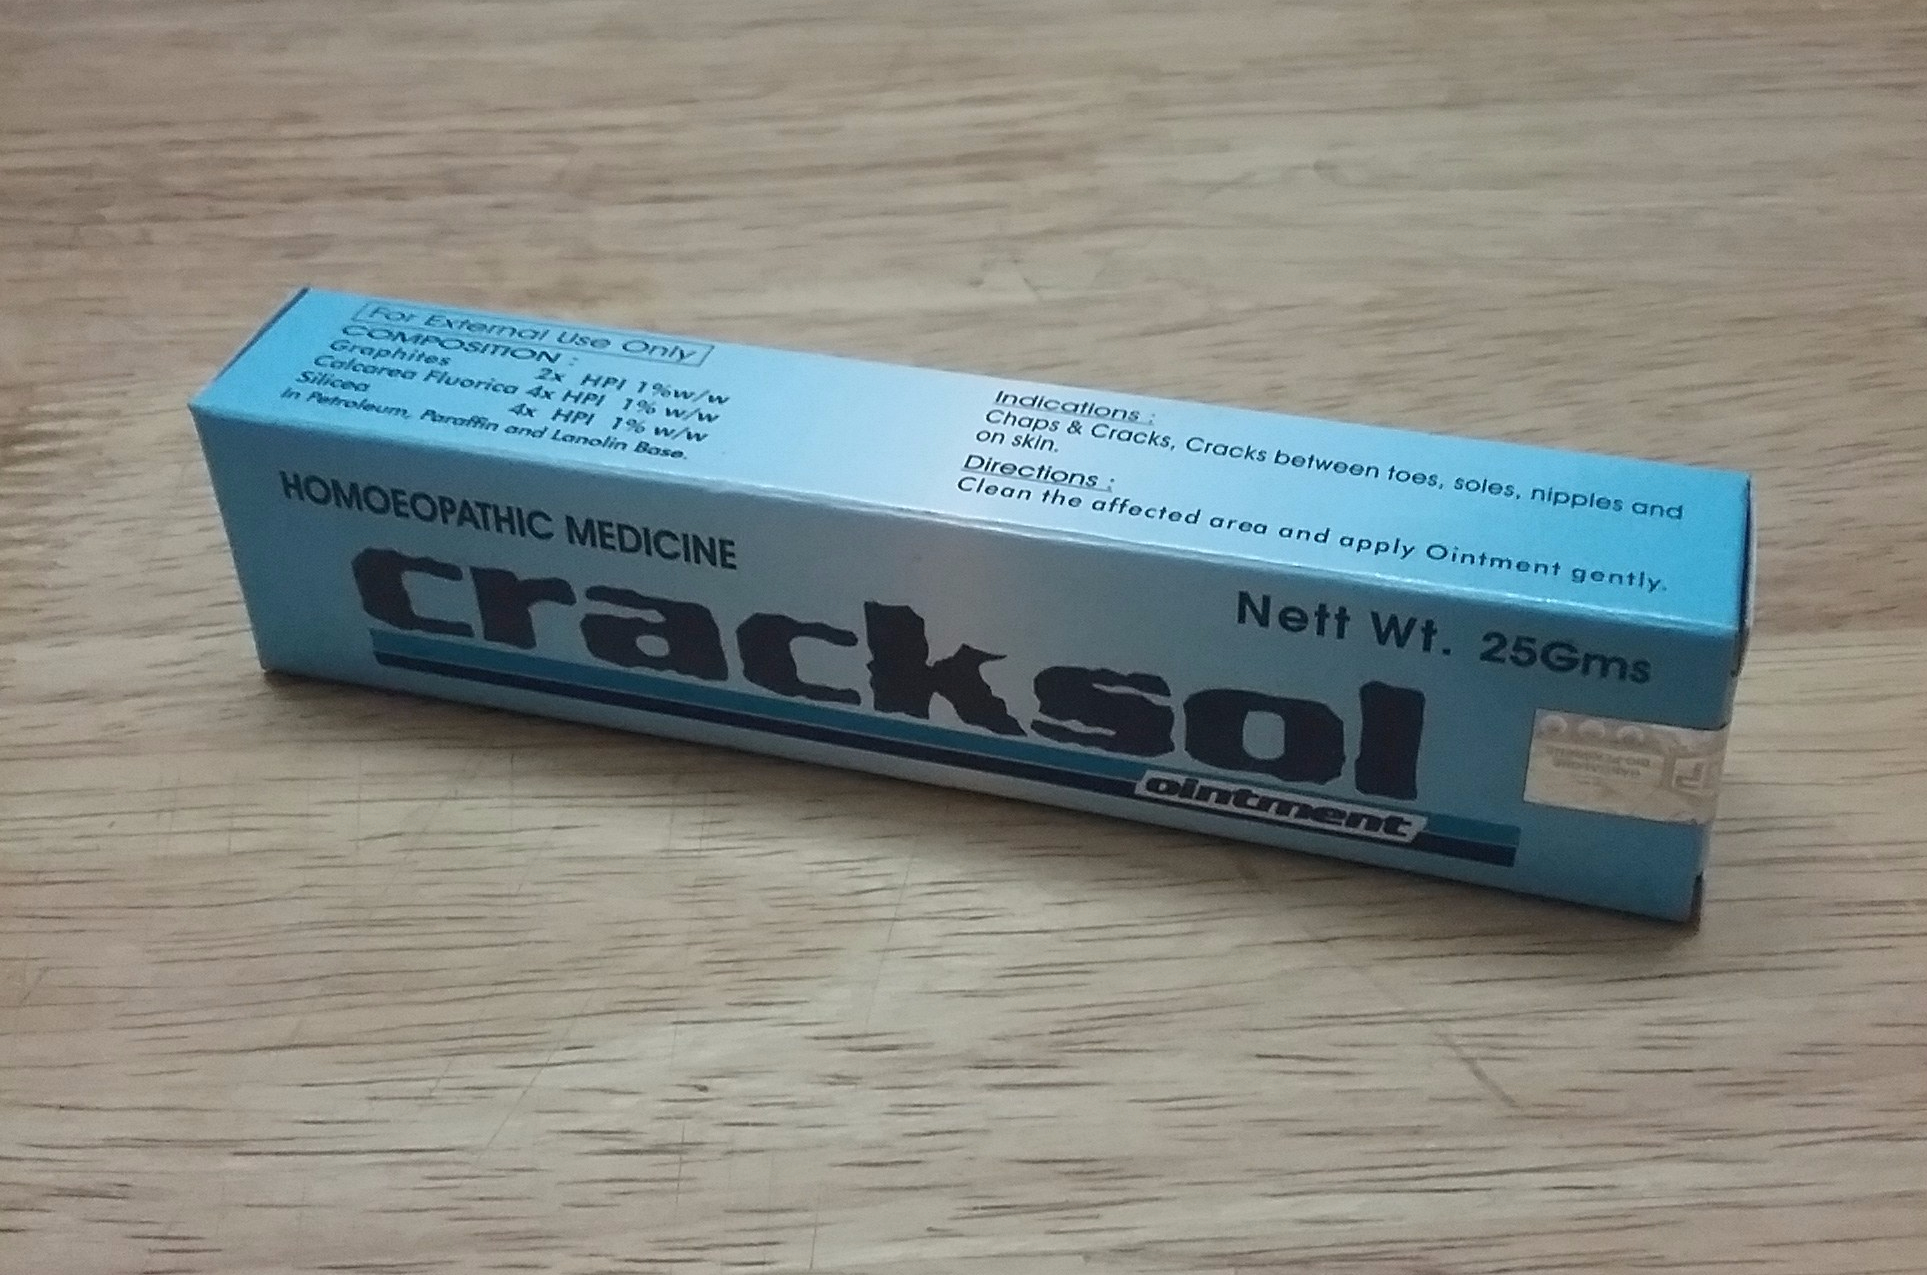 For External Use Only
COMPOSITION :
Graphites 2x HPI 1%w/w
Calcarea Fluorica 4x HPI 1% w/w
Silicea 4x HPI 1% w/w
In Petroleum, Paraffin and Lanolin Base.
Indications :
Chaps & Cracks, Cracks between toes, soles, nipples and
on skin.
Directions :
Clean the affected area and apply Ointment gently.
HOMOEOPATHIC MEDICINE
cracksol
ointment
Nett Wt. 25Gms